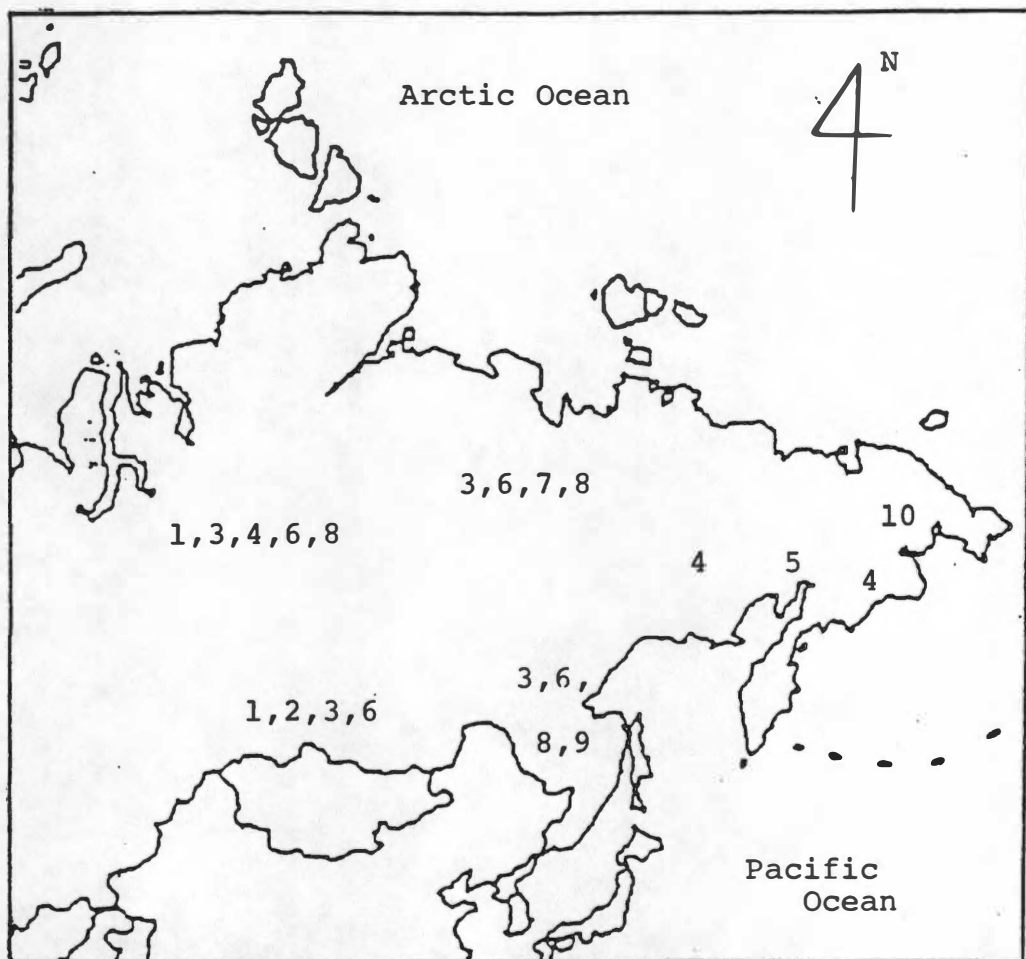 N
Arctic Ocean
3,6,7,8
10
1,3,4,6,8
4
5
4
3,6,
8,9
1,2,3,6
Pacific
Ocean